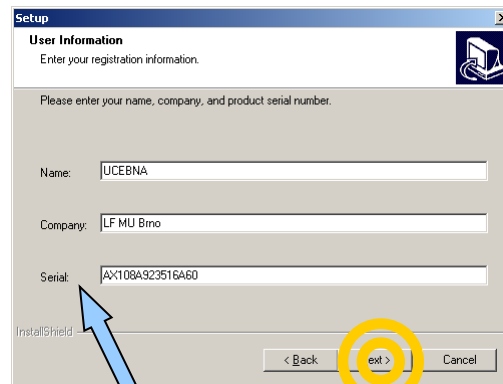 Setup
User Information
Enter your registration information.
Please enter your name, company, and product serial number.
Name: UCEBNA
Company: LF MU Brno
Serial: AX108A923516A60
InstallShield
< Back ext > Cancel